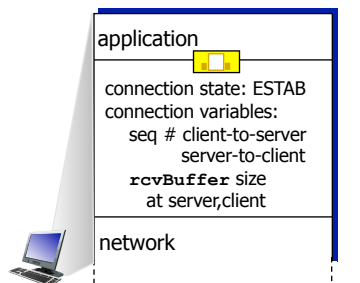 application
connection state: ESTAB
connection variables:
seq # client-to-server
server-to-client
rcvBuffer size
at server,client
network